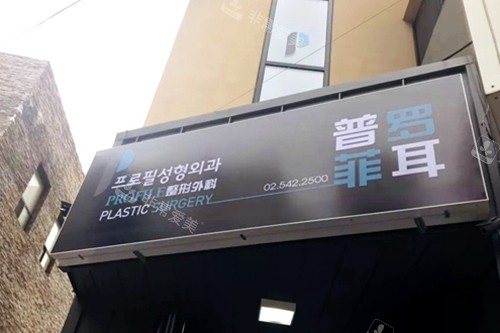 프로필성형외과
PROFILE 整形外科
PLASTIC SURGERY
02.542.2500
普罗
菲耳